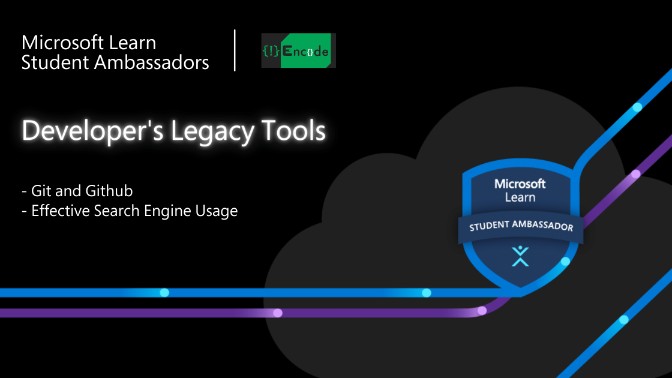 Microsoft Learn
Student Ambassadors
{!} Encode
Developer's Legacy Tools
- Git and Github
- Effective Search Engine Usage
Microsoft
Learn
STUDENT AMBASSADOR